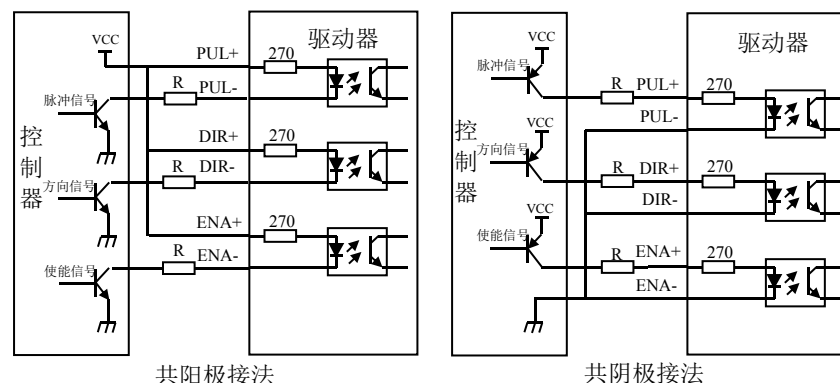 VCC
PUL+
270
驱动器
脉冲信号
R
PUL-
控制器
DIR+
270
方向信号
R
DIR-
ENA+
270
使能信号
R
ENA-
共阳极接法
VCC
驱动器
脉冲信号
R
PUL+
270
PUL-
控制器
VCC
方向信号
R
DIR+
270
DIR-
VCC
使能信号
R
ENA+
270
ENA-
共阴极接法